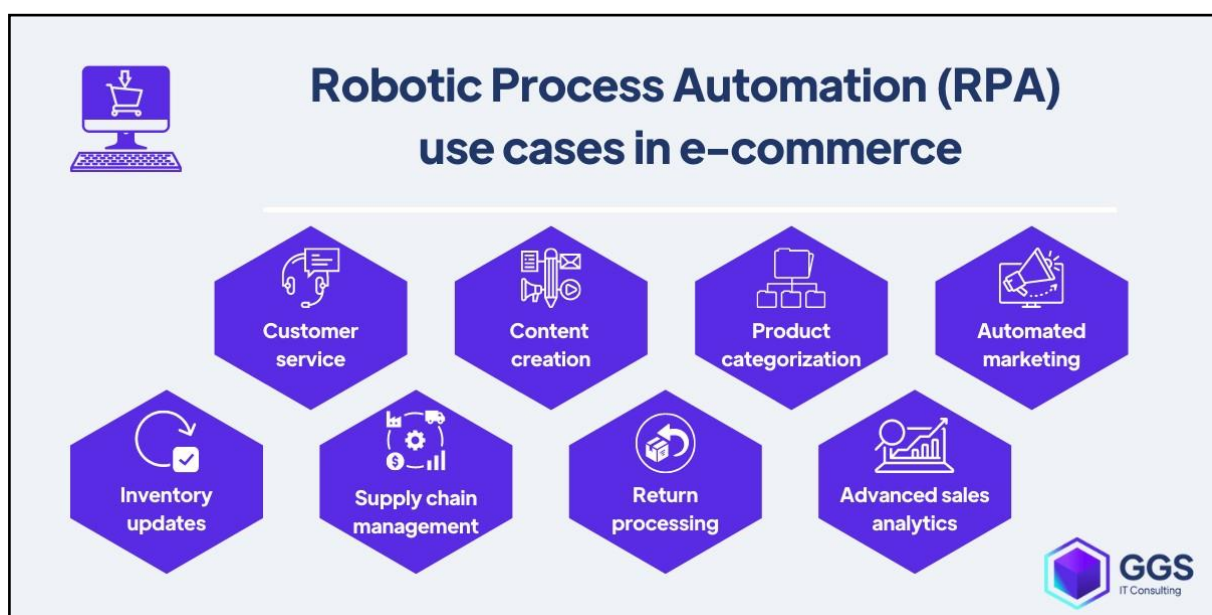 Robotic Process Automation (RPA)
use cases in e-commerce
Customer
service
Content
creation
Product
categorization
Automated
marketing
Inventory
updates
Supply chain
management
Return
processing
Advanced sales
analytics
GGS
IT Consulting